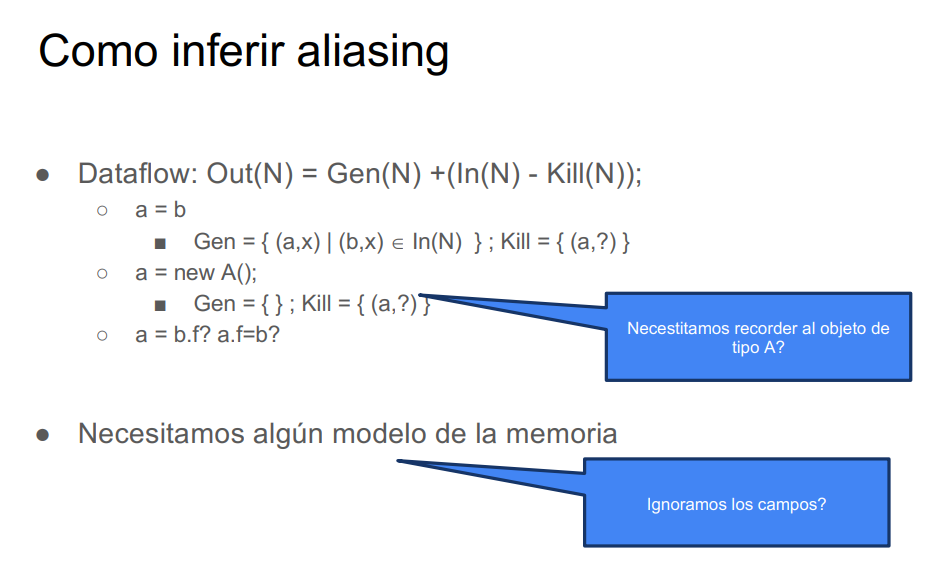 Como inferir aliasing
● Dataflow: Out(N) = Gen(N) +(In(N) - Kill(N));
○ a = b
■ Gen = { (a,x) | (b,x) ∈ In(N) } ; Kill = { (a,?) }
○ a = new A();
■ Gen = { } ; Kill = { (a,?) }
○ a = b.f? a.f=b?
Necestitamos recorder al objeto de
tipo A?
● Necesitamos algún modelo de la memoria
Ignoramos los campos?